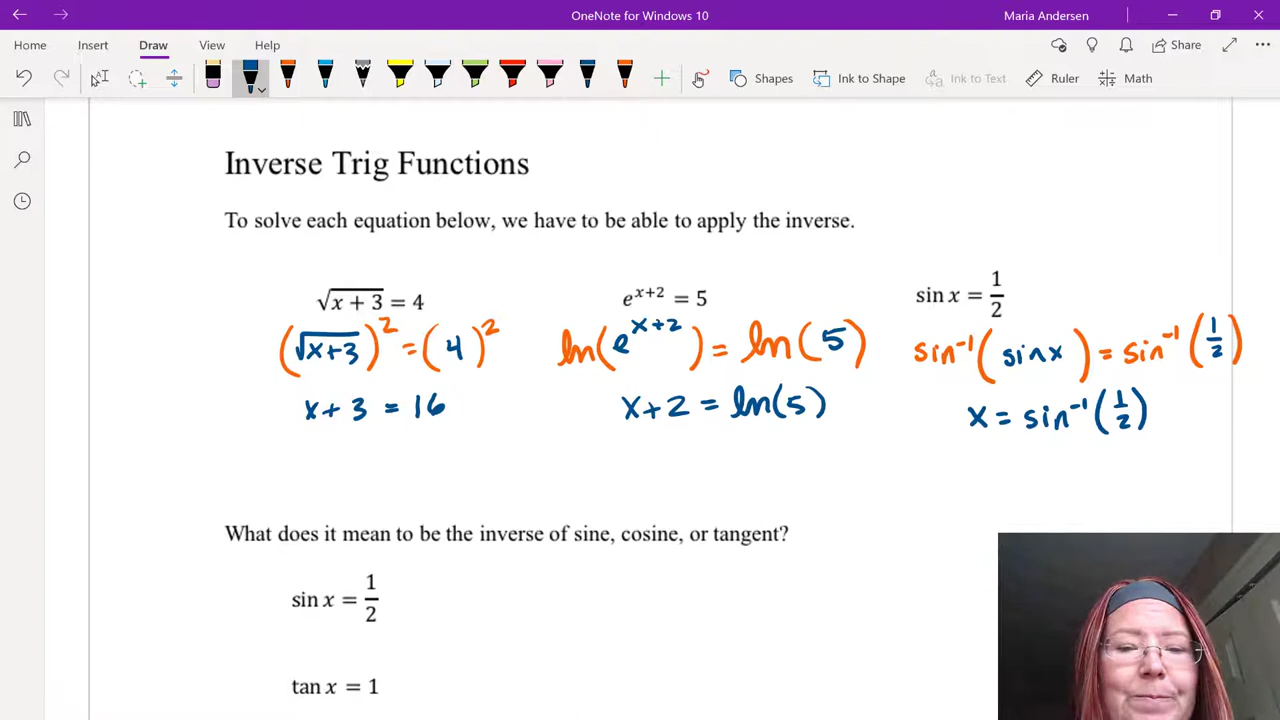 OneNote for Windows 10
Maria Andersen
Home Insert Draw View Help
Share
Shapes Ink to Shape Ink to Text Ruler Math
Inverse Trig Functions
To solve each equation below, we have to be able to apply the inverse.
√(x + 3) = 4
e^(x+2) = 5
sin x = 1/2
(√(x+3))² = (4)²
ln(e^(x+2)) = ln(5)
sin⁻¹(sin x) = sin⁻¹(1/2)
x+3 = 16
x+2 = ln(5)
x = sin⁻¹(1/2)
What does it mean to be the inverse of sine, cosine, or tangent?
sin x = 1/2
tan x = 1